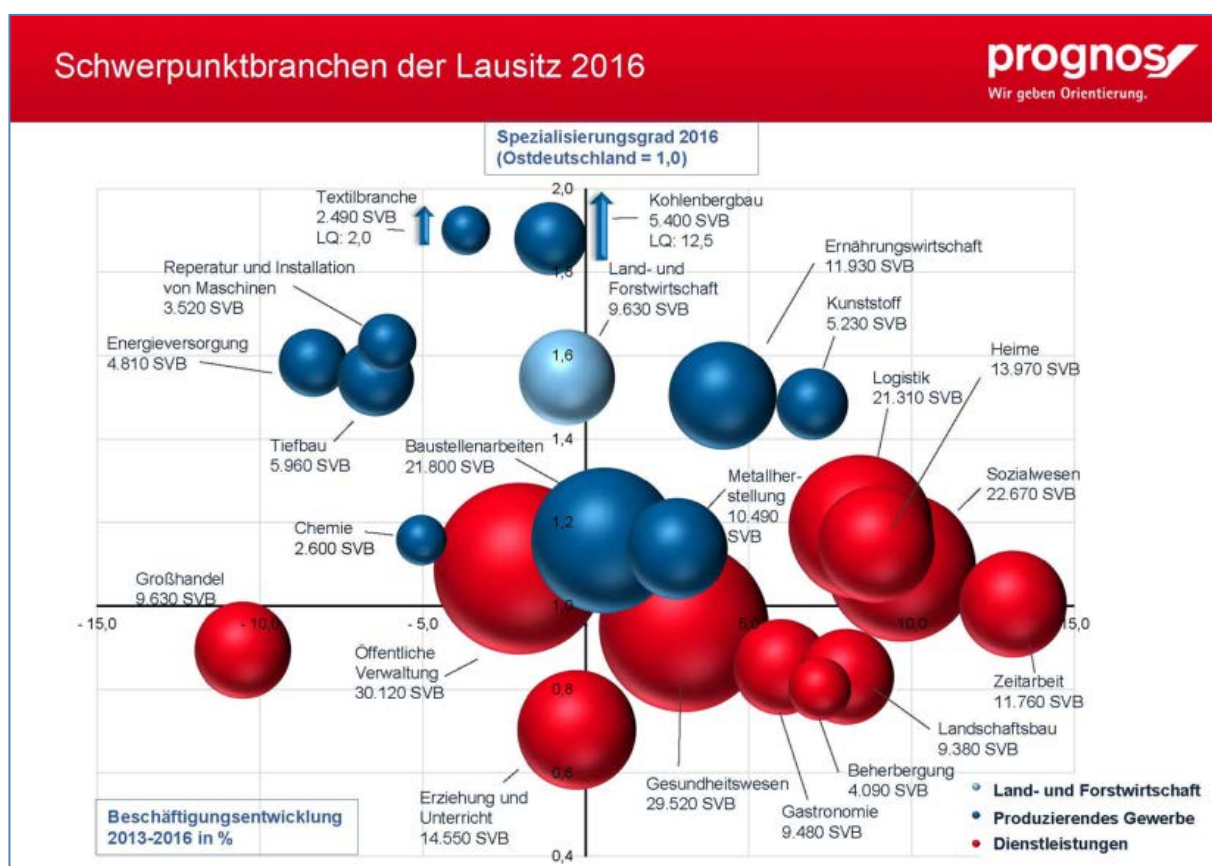 Schwerpunktbranchen der Lausitz 2016
prognos
Wir geben Orientierung.
Spezialisierungsgrad 2016
(Ostdeutschland = 1,0)
Textilbranche
2.490 SVB
LQ: 2,0
2,0
Kohlenbergbau
5.400 SVB
LQ: 12,5
Ernährungswirtschaft
11.930 SVB
Reperatur und Installation
von Maschinen
3.520 SVB
1,8
Land- und
Forstwirtschaft
9.630 SVB
Kunststoff
5.230 SVB
Energieversorgung
4.810 SVB
1,6
Heime
13.970 SVB
Logistik
21.310 SVB
Tiefbau
5.960 SVB
1,4
Baustellenarbeiten
21.800 SVB
Metallher-
stellung
10.490
SVB
Sozialwesen
22.670 SVB
Chemie
2.600 SVB
1,2
Großhandel
9.630 SVB
1,0
- 15,0
- 10,0
- 5,0
5,0
10,0
15,0
Öffentliche
Verwaltung
30.120 SVB
0,8
Zeitarbeit
11.760 SVB
Landschaftsbau
9.380 SVB
0,6
Beherbergung
4.090 SVB
Gesundheitswesen
29.520 SVB
Gastronomie
9.480 SVB
Erziehung und
Unterricht
14.550 SVB
0,4
Beschäftigungsentwicklung
2013-2016 in %
Land- und Forstwirtschaft
Produzierendes Gewerbe
Dienstleistungen